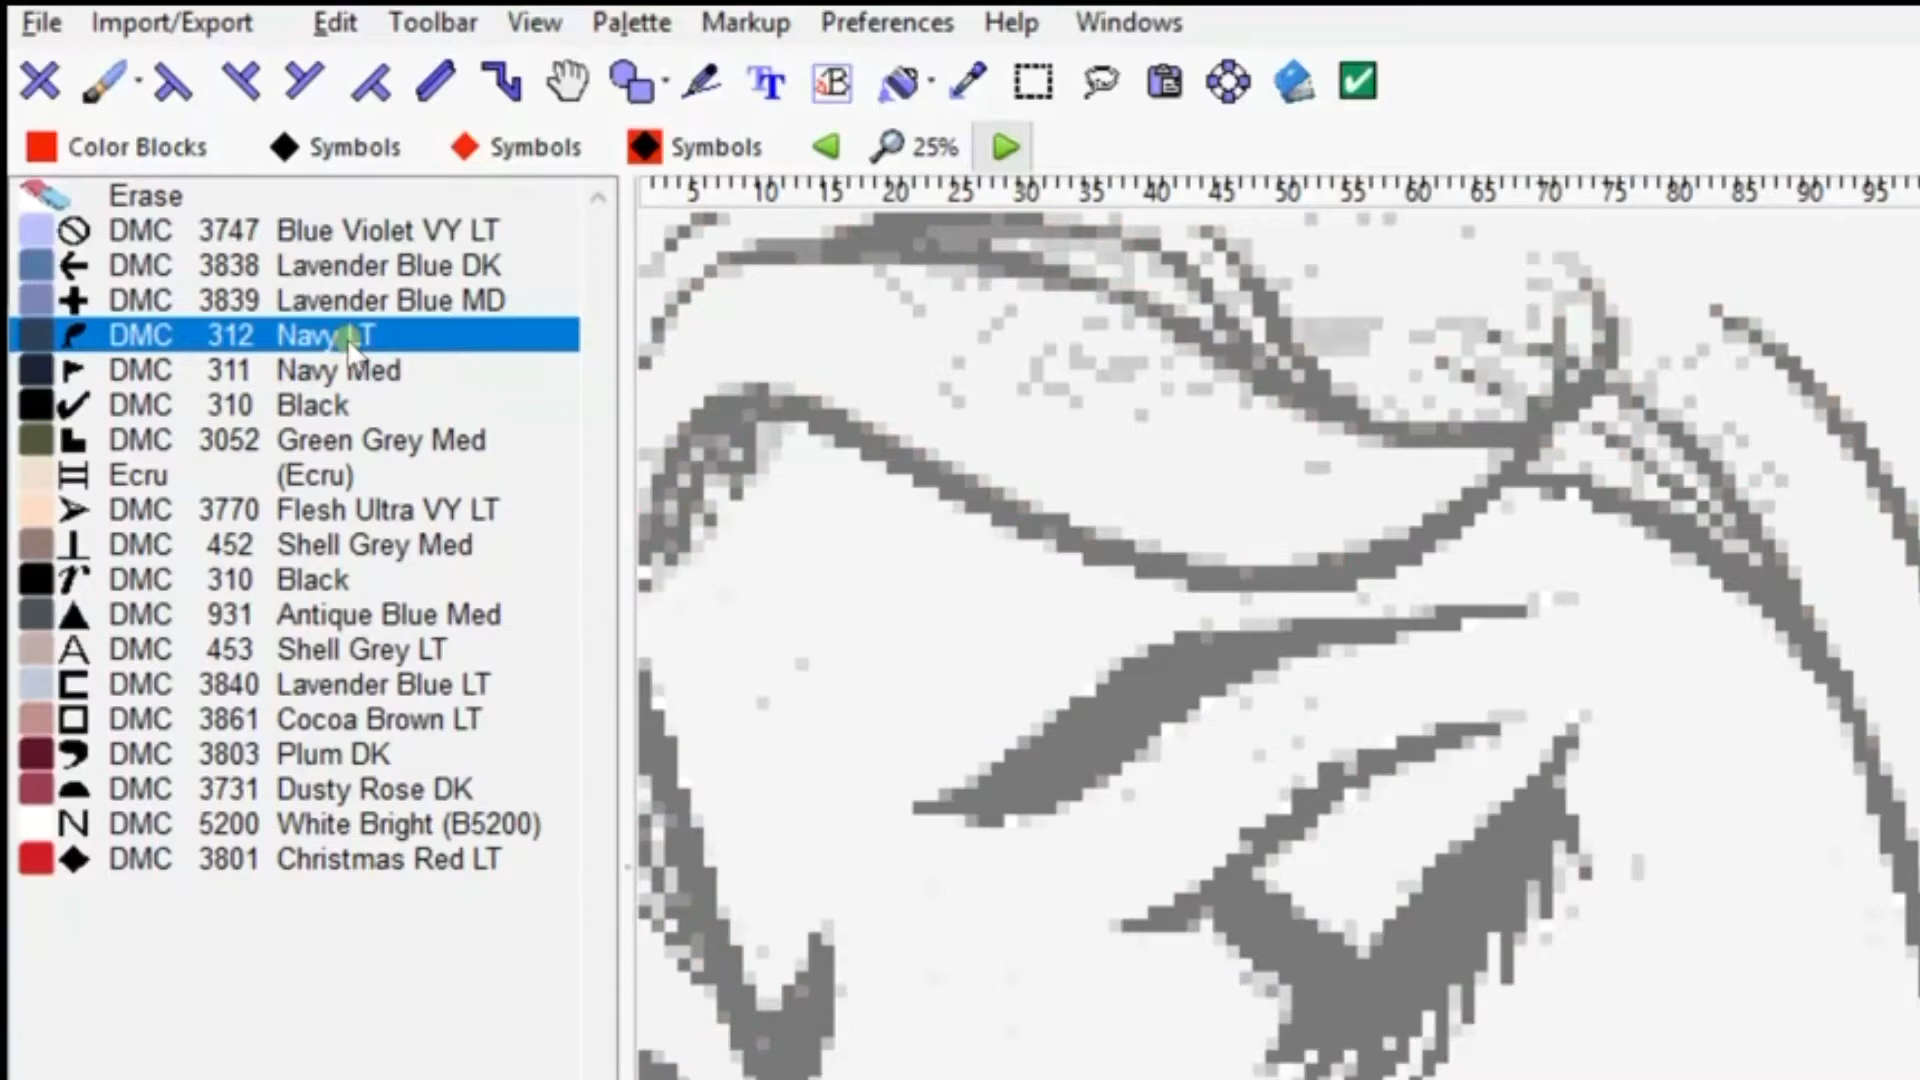 File Import/Export Edit Toolbar View Palette Markup Preferences Help Windows
Color Blocks Symbols Symbols Symbols 25%
5 10 15 20 25 30 35 40 45 50 55 60 65 70 75 80 85 90 95
Erase
DMC 3747 Blue Violet VY LT
DMC 3838 Lavender Blue DK
DMC 3839 Lavender Blue MD
DMC 312 Navy LT
DMC 311 Navy Med
DMC 310 Black
DMC 3052 Green Grey Med
Ecru (Ecru)
DMC 3770 Flesh Ultra VY LT
DMC 452 Shell Grey Med
DMC 310 Black
DMC 931 Antique Blue Med
DMC 453 Shell Grey LT
DMC 3840 Lavender Blue LT
DMC 3861 Cocoa Brown LT
DMC 3803 Plum DK
DMC 3731 Dusty Rose DK
DMC 5200 White Bright (B5200)
DMC 3801 Christmas Red LT